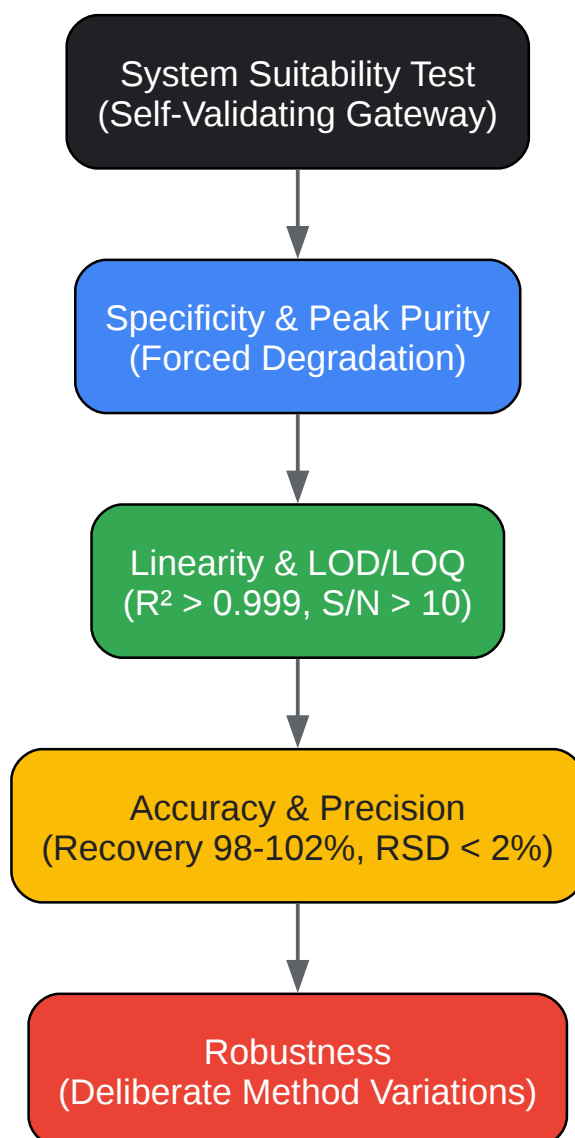 System Suitability Test
(Self-Validating Gateway)
Specificity & Peak Purity
(Forced Degradation)
Linearity & LOD/LOQ
(R² > 0.999, S/N > 10)
Accuracy & Precision
(Recovery 98-102%, RSD < 2%)
Robustness
(Deliberate Method Variations)